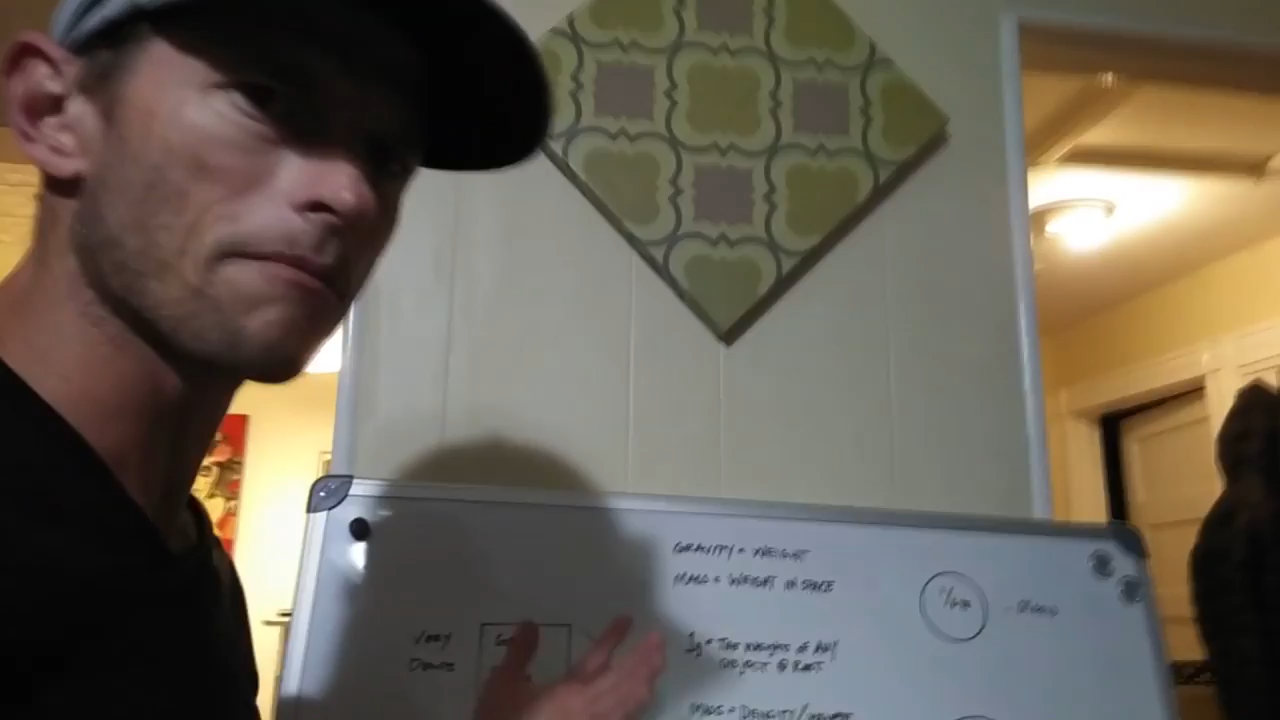 GRAVITY = WEIGHT
MASS = WEIGHT IN SPACE
VERY
DENSE
1g = THE WEIGHT OF ANY
OBJECT @ REST
MASS = DENSITY/VOLUME